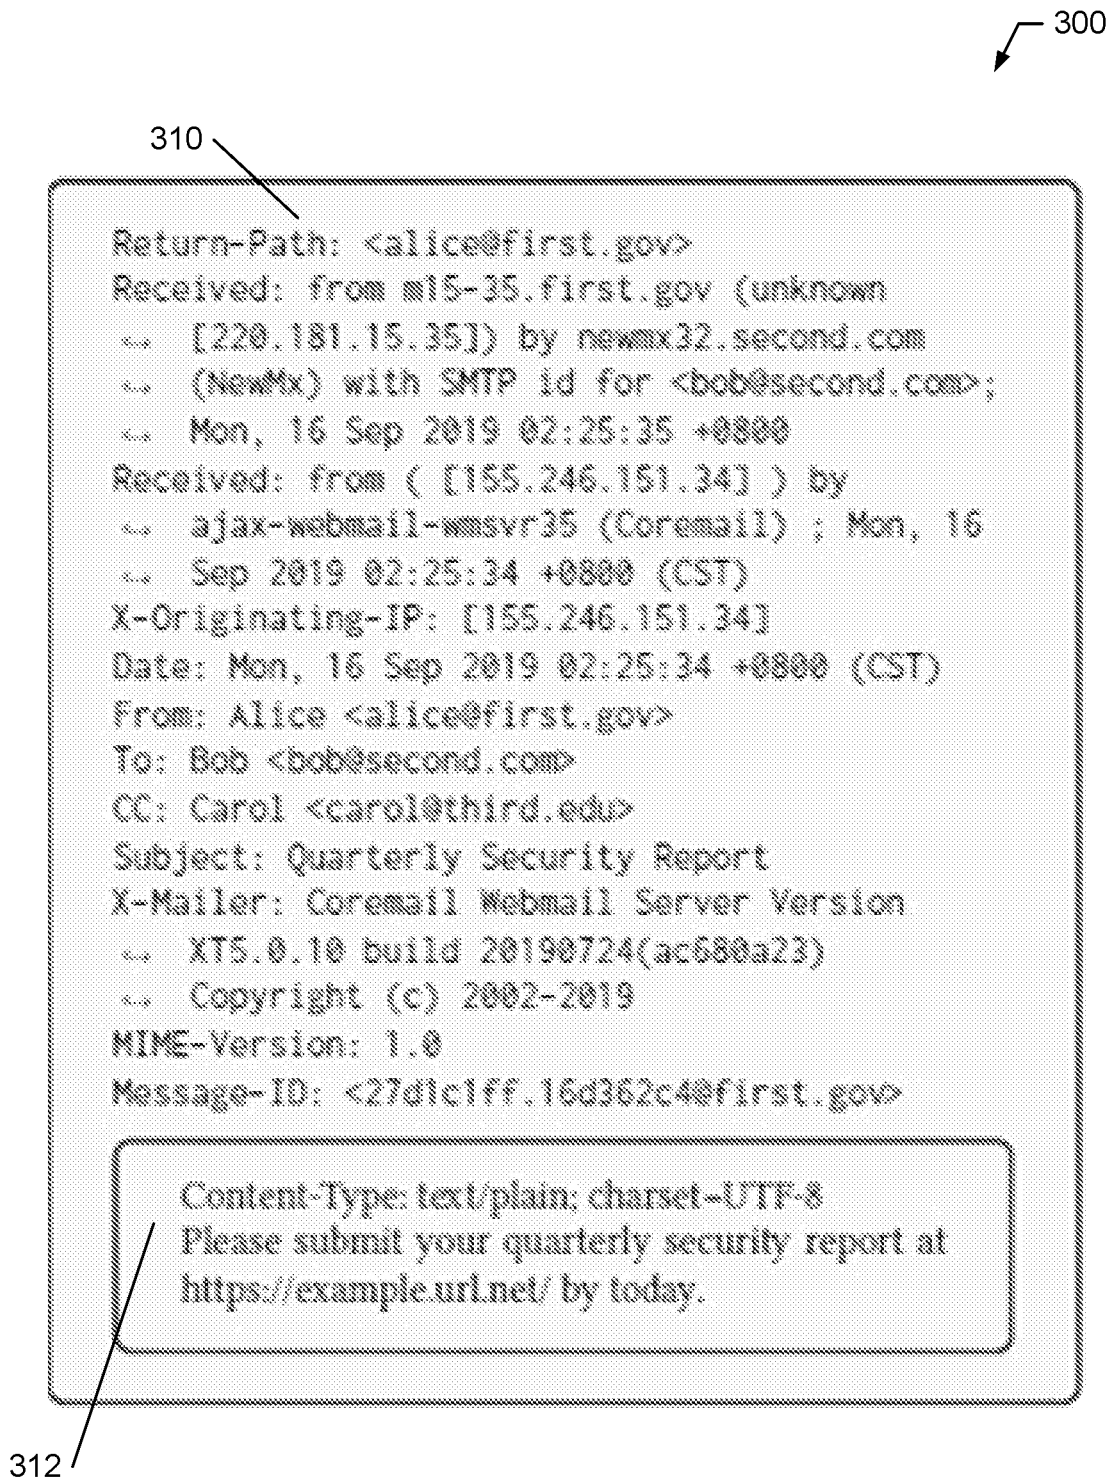 300
310
Return-Path: <alice@first.gov>
Received: from m15-35.first.gov (unknown
↪ [220.181.15.35]) by newmx32.second.com
↪ (NewMx) with SMTP id for <bob@second.com>;
↪ Mon, 16 Sep 2019 02:25:35 +0800
Received: from ( [155.246.151.34] ) by
↪ ajax-webmail-wmsvr35 (Coremail) ; Mon, 16
↪ Sep 2019 02:25:34 +0800 (CST)
X-Originating-IP: [155.246.151.34]
Date: Mon, 16 Sep 2019 02:25:34 +0800 (CST)
From: Alice <alice@first.gov>
To: Bob <bob@second.com>
CC: Carol <carol@third.edu>
Subject: Quarterly Security Report
X-Mailer: Coremail Webmail Server Version
↪ XT5.0.10 build 20190724(ac680a23)
↪ Copyright (c) 2002-2019
MIME-Version: 1.0
Message-ID: <27d1c1ff.16d362c4@first.gov>
Content-Type: text/plain; charset=UTF-8
Please submit your quarterly security report at
https://example.url.net/ by today.
312